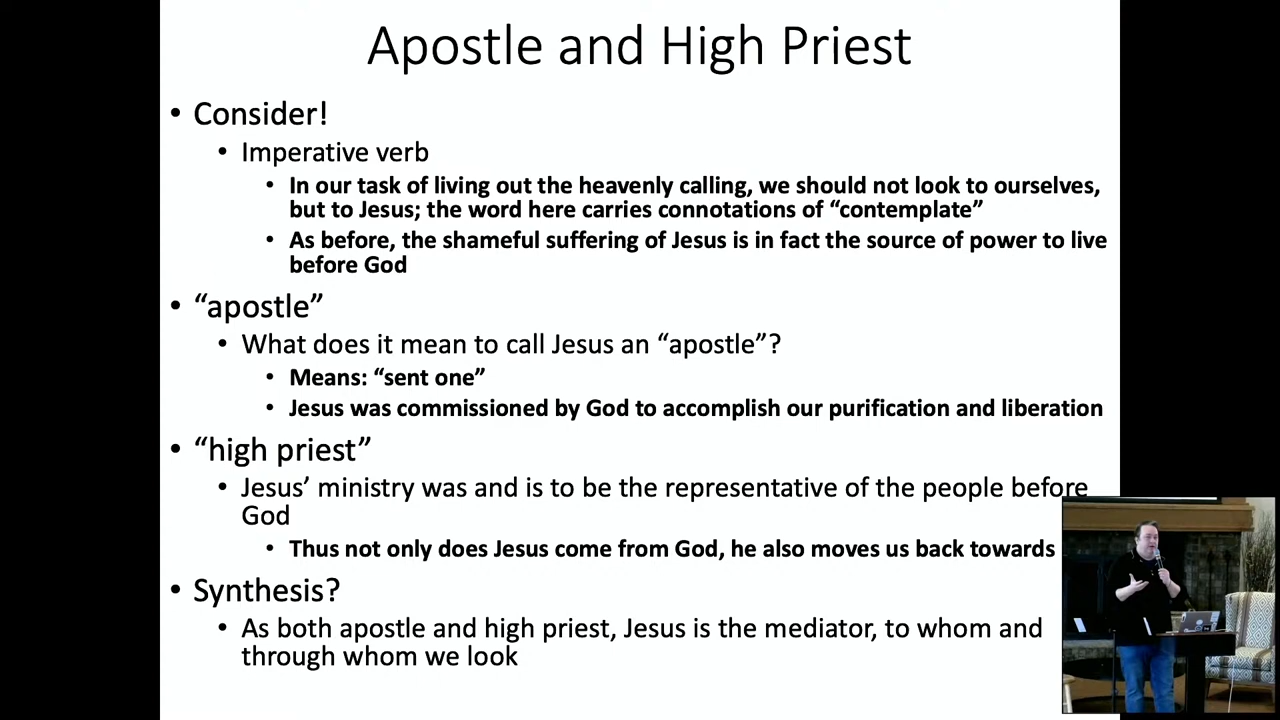 Apostle and High Priest
• Consider!
• Imperative verb
• In our task of living out the heavenly calling, we should not look to ourselves,
but to Jesus; the word here carries connotations of “contemplate”
• As before, the shameful suffering of Jesus is in fact the source of power to live
before God
• “apostle”
• What does it mean to call Jesus an “apostle”?
• Means: “sent one”
• Jesus was commissioned by God to accomplish our purification and liberation
• “high priest”
• Jesus’ ministry was and is to be the representative of the people before
God
• Thus not only does Jesus come from God, he also moves us back towards
• Synthesis?
• As both apostle and high priest, Jesus is the mediator, to whom and
through whom we look